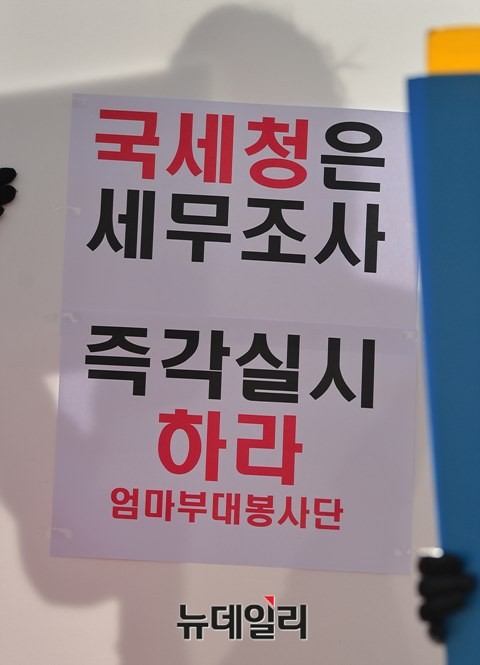 국세청은
세무조사
즉각실시
하라
엄마부대봉사단
뉴데일리